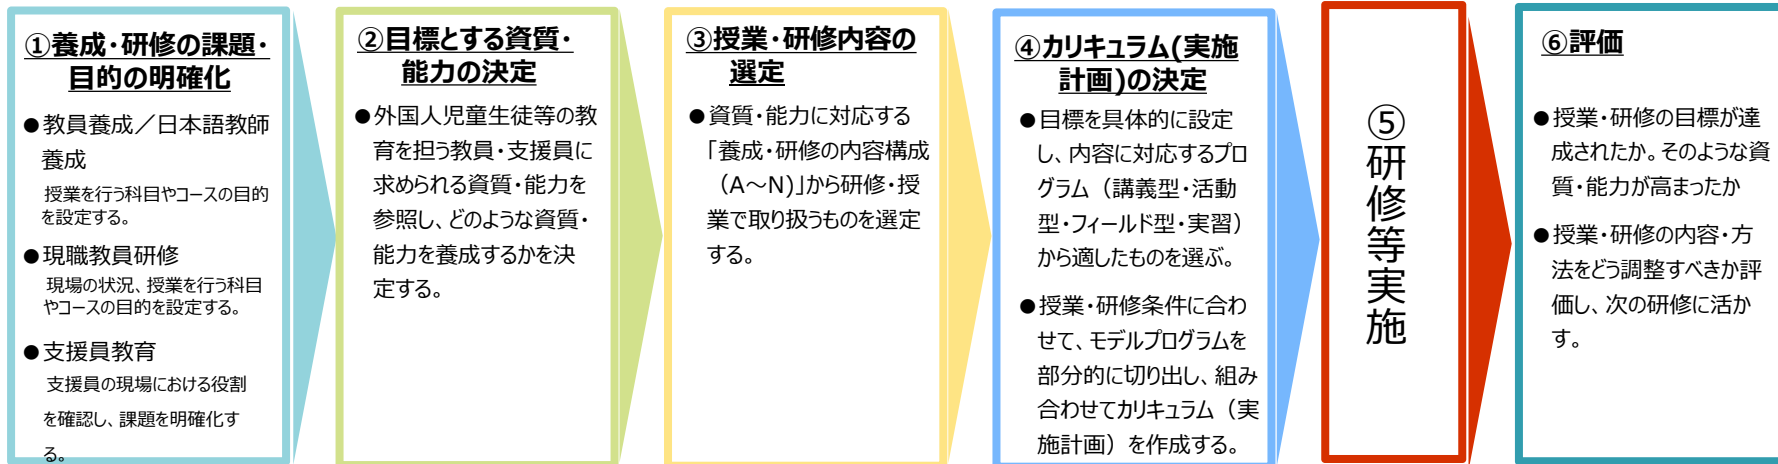 ①養成・研修の課題・
目的の明確化
●教員養成／日本語教師
養成
授業を行う科目やコースの目的
を設定する。
●現職教員研修
現場の状況、授業を行う科目
やコースの目的を設定する。
●支援員教育
支援員の現場における役割
を確認し、課題を明確化す
る。
②目標とする資質・
能力の決定
●外国人児童生徒等の教
育を担う教員・支援員に
求められる資質・能力を
参照し、どのような資質・
能力を養成するかを決
定する。
③授業・研修内容の
選定
●資質・能力に対応する
「養成・研修の内容構成
（A～N)」から研修・授
業で取り扱うものを選定
する。
④カリキュラム(実施
計画)の決定
●目標を具体的に設定
し、内容に対応するプロ
グラム（講義型・活動
型・フィールド型・実習）
から適したものを選ぶ。
●授業・研修条件に合わ
せて、モデルプログラムを
部分的に切り出し、組み
合わせてカリキュラム（実
施計画）を作成する。
⑤研修等実施
⑥評価
●授業・研修の目標が達
成されたか。そのような資
質・能力が高まったか
●授業・研修の内容・方
法をどう調整すべきか評
価し、次の研修に活か
す。